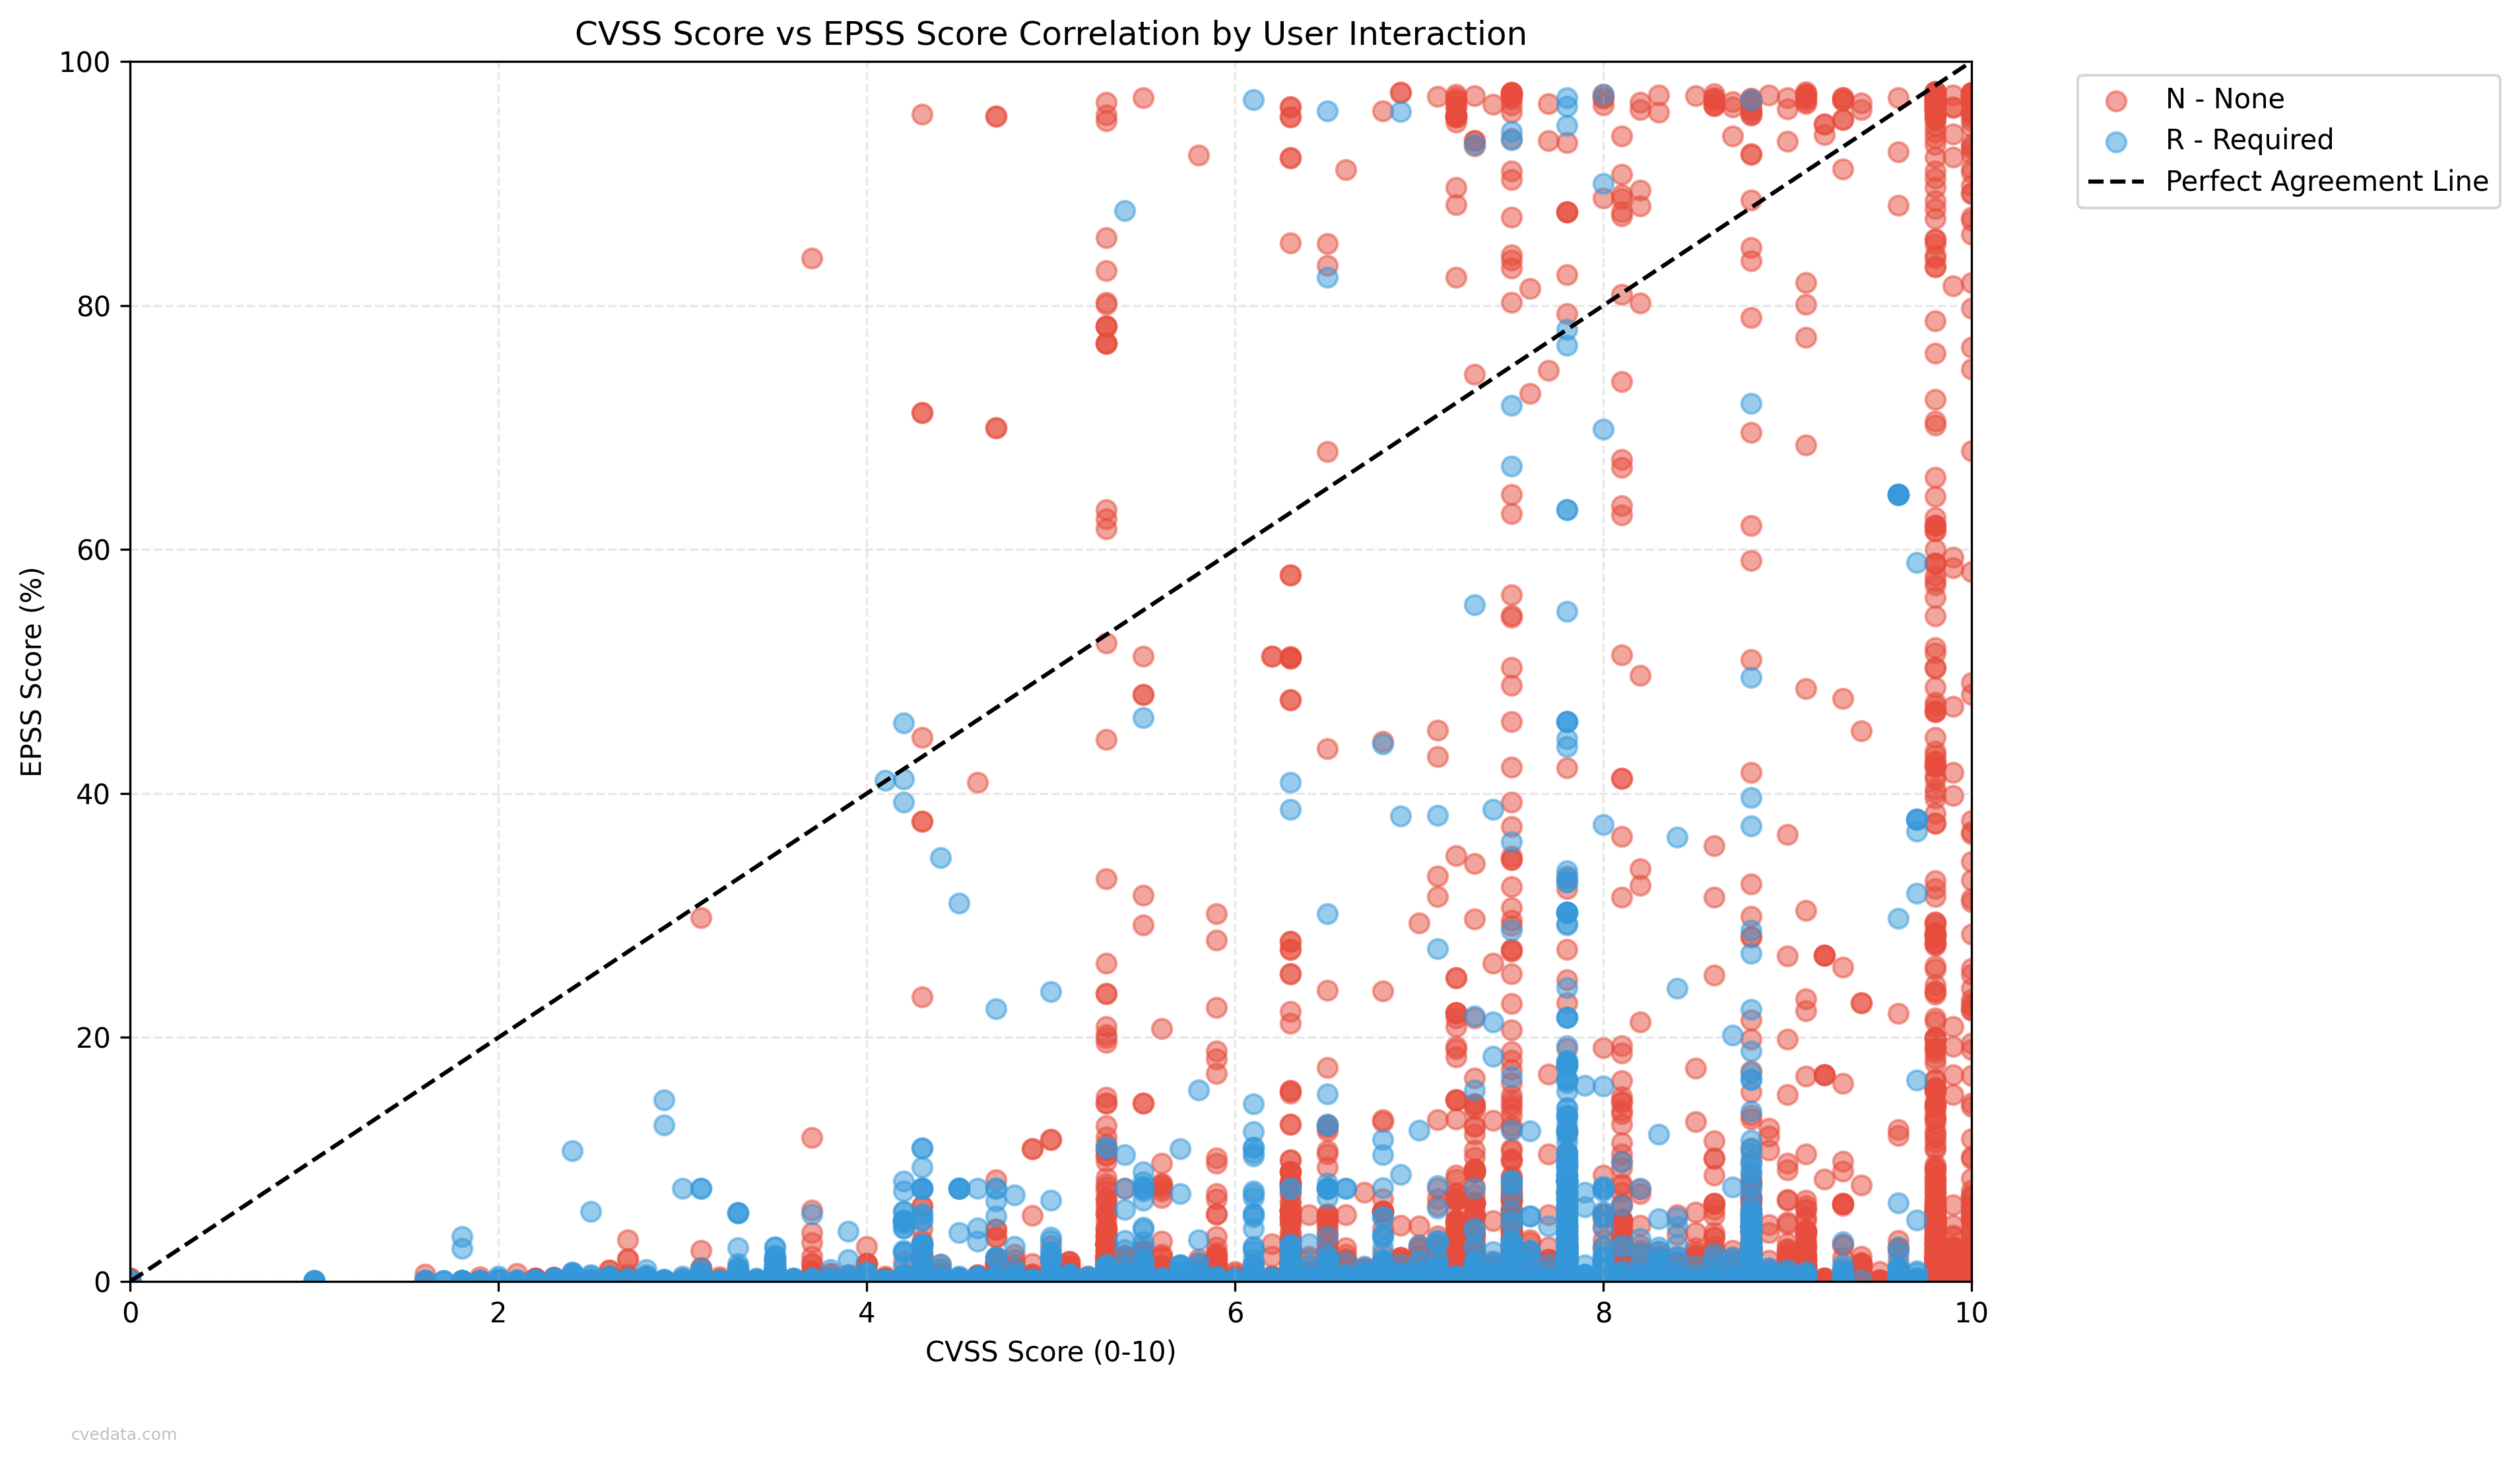 CVSS Score vs EPSS Score Correlation by User Interaction
100
80
60
40
20
0
EPSS Score (%)
0 2 4 6 8 10
CVSS Score (0-10)
N - None
R - Required
Perfect Agreement Line
cvedata.com